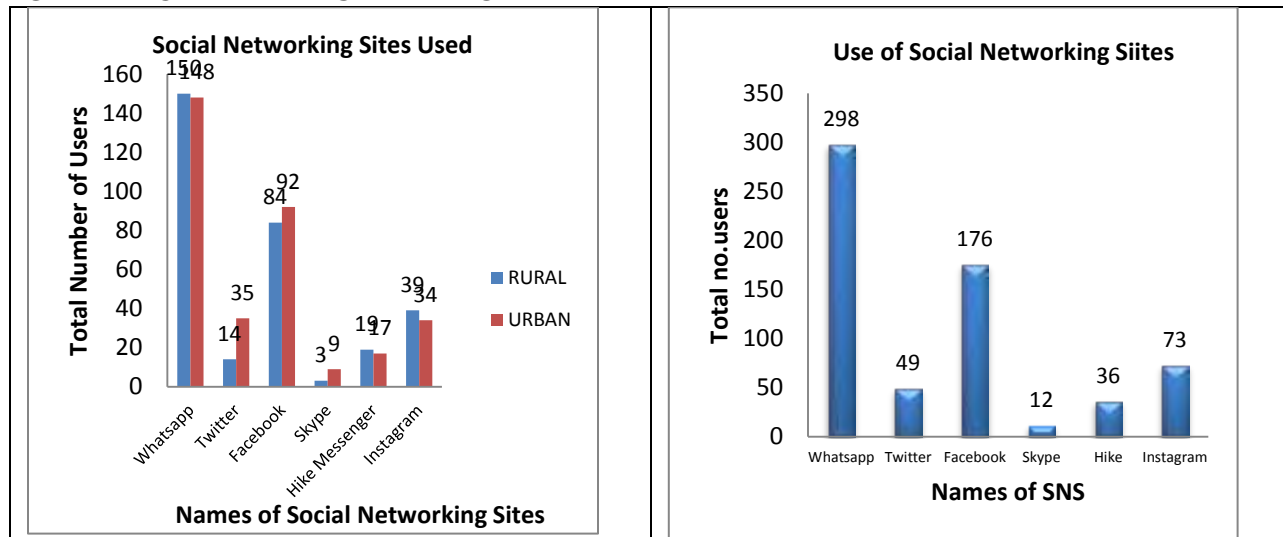 Social Networking Sites Used
Total Number of Users
160
140
120
100
80
60
40
20
0
150
148
14
35
84
92
3
9
19
17
39
34
Whatsapp
Twitter
Facebook
Skype
Hike Messenger
Instagram
RURAL
URBAN
Names of Social Networking Sites
Use of Social Networking Siites
Total no.users
350
300
250
200
150
100
50
0
298
49
176
12
36
73
Whatsapp
Twitter
Facebook
Skype
Hike
Instagram
Names of SNS